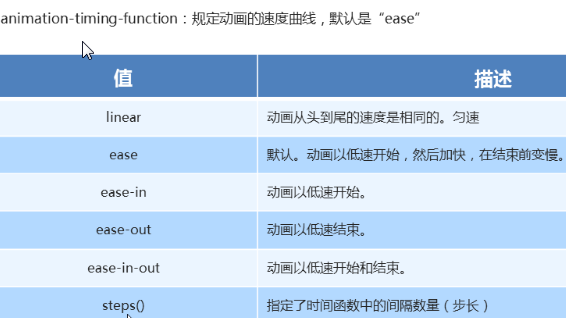 animation-timing-function：规定动画的速度曲线，默认是“ease”
值 描述
linear 动画从头到尾的速度是相同的。匀速
ease 默认。动画以低速开始，然后加快，在结束前变慢。
ease-in 动画以低速开始。
ease-out 动画以低速结束。
ease-in-out 动画以低速开始和结束。
steps() 指定了时间函数中的间隔数量（步长）